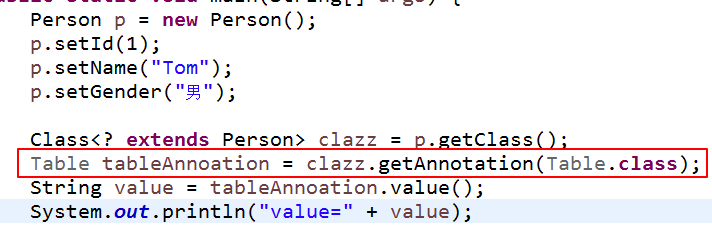 public static void main(String[] args) {
Person p = new Person();
p.setId(1);
p.setName("Tom");
p.setGender("男");
Class<? extends Person> clazz = p.getClass();
Table tableAnnoation = clazz.getAnnotation(Table.class);
String value = tableAnnoation.value();
System.out.println("value=" + value);